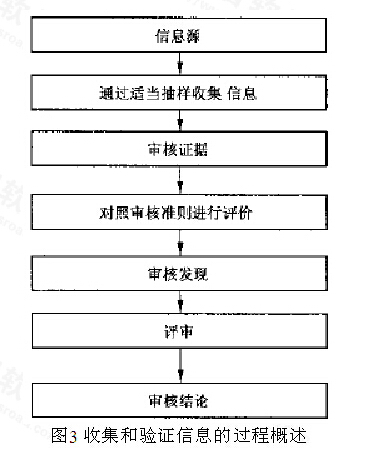 信息源
通过适当抽样收集 信息
审核证据
对照审核准则进行评价
审核发现
评审
审核结论
图3 收集和验证信息的过程概述